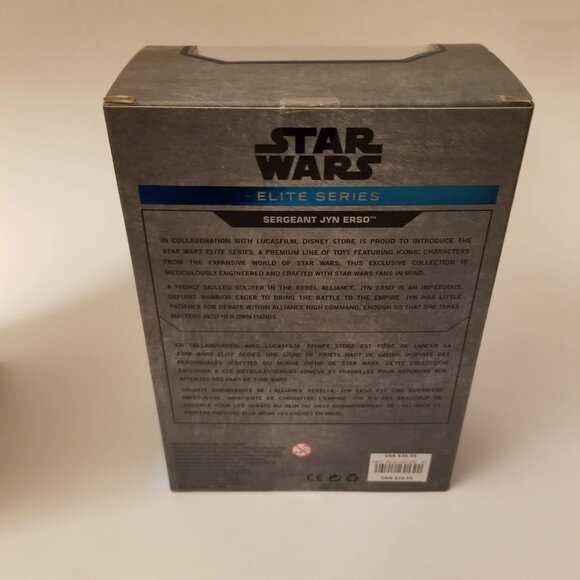 STAR
WARS
ELITE SERIES
SERGEANT JYN ERSO™
IN COLLABORATION WITH LUCASFILM, DISNEY STORE IS PROUD TO INTRODUCE THE
STAR WARS ELITE SERIES, A PREMIUM LINE OF TOYS FEATURING ICONIC CHARACTERS
FROM THE EXPANSIVE WORLD OF STAR WARS. THIS EXCLUSIVE COLLECTION IS
METICULOUSLY ENGINEERED AND CRAFTED WITH STAR WARS FANS IN MIND.
A HIGHLY SKILLED SOLDIER IN THE REBEL ALLIANCE, JYN ERSO IS AN IMPETUOUS,
DEFIANT WARRIOR EAGER TO BRING THE BATTLE TO THE EMPIRE. JYN HAS LITTLE
PATIENCE FOR DEBATE WITHIN ALLIANCE HIGH COMMAND, ENOUGH SO THAT SHE TAKES
MATTERS INTO HER OWN HANDS.
EN COLLABORATION AVEC LUCASFILM, DISNEY STORE EST FIÈRE DE LANCER LA
STAR WARS ELITE SERIES, UNE LIGNE DE JOUETS HAUT DE GAMME INSPIRÉE DES
PERSONNAGES VEDETTES DU MONDE INFINI DE STAR WARS. CETTE COLLECTION
EXCLUSIVE A ÉTÉ MÉTICULEUSEMENT CONÇUE ET TRAVAILLÉE POUR RÉPONDRE AUX
ATTENTES DES FANS DE STAR WARS.
SOLDATE CHEVRONNÉE DE L'ALLIANCE REBELLE, JYN ERSO EST UNE GUERRIÈRE
IMPÉTUEUSE, IMPATIENTE DE COMBATTRE L'EMPIRE. JYN N'A PAS BEAUCOUP DE
PATIENCE POUR LES DÉBATS AU SEIN DU HAUT COMMANDEMENT DE L'ALLIANCE ET
PRÉFÈRE PRENDRE ELLE-MÊME LES CHOSES EN MAIN.
USA $26.95
CE
CAN